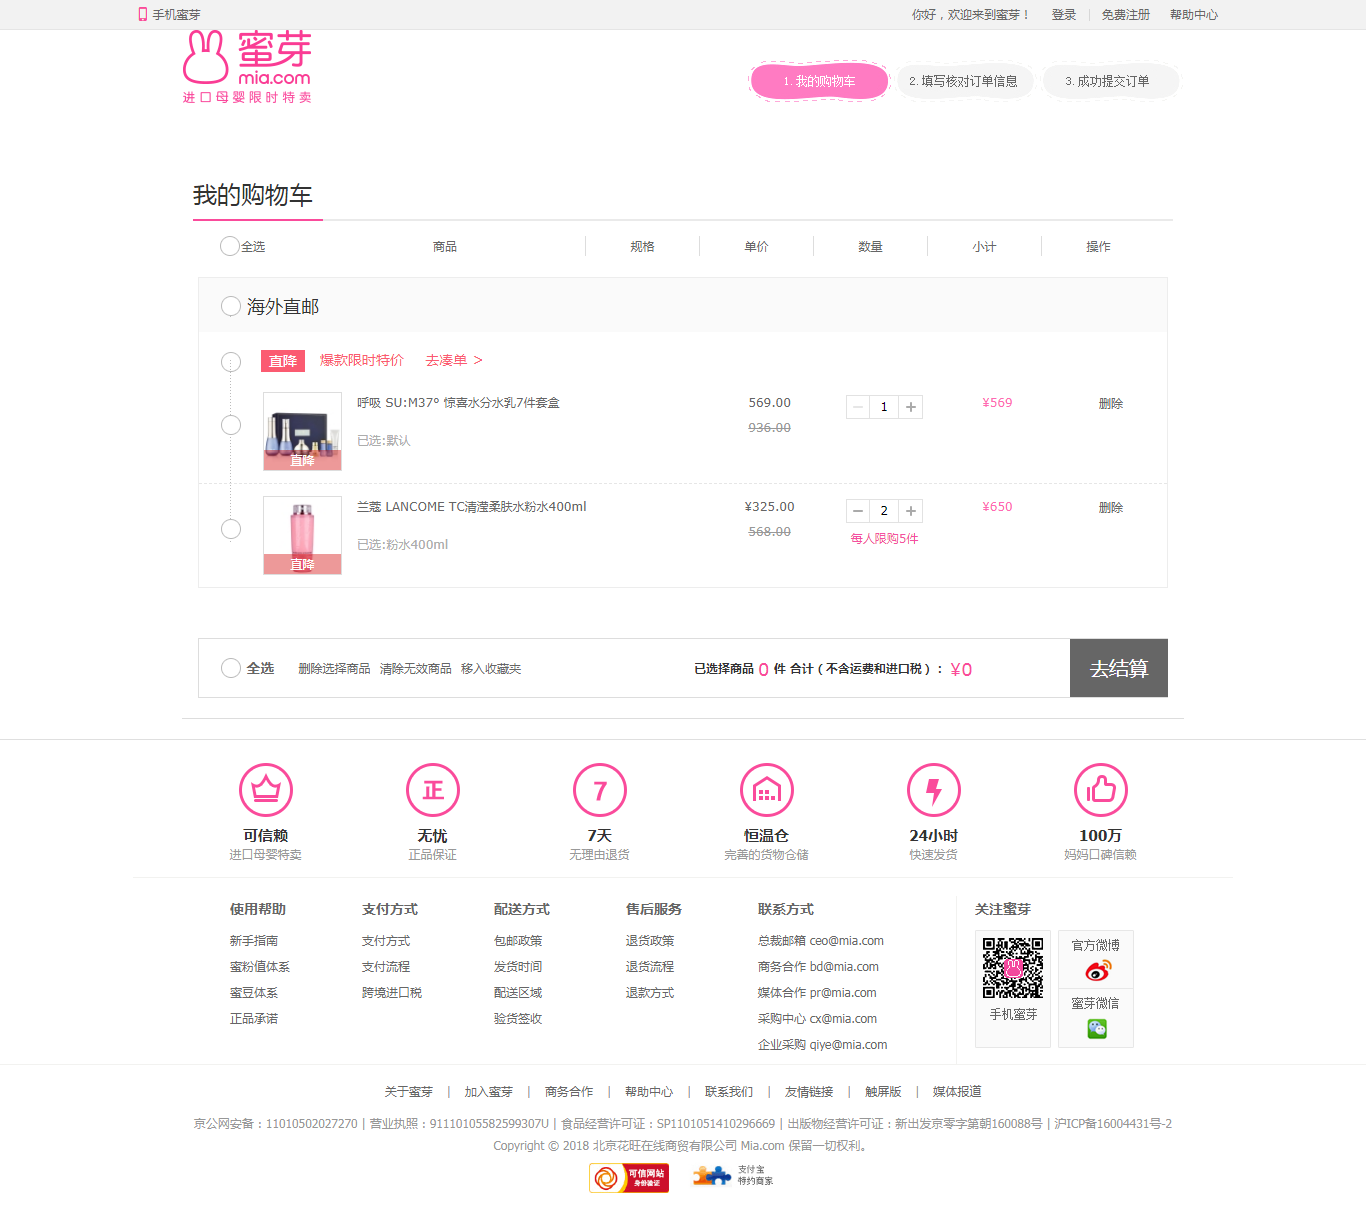 手机蜜芽
你好，欢迎来到蜜芽！ 登录 免费注册 帮助中心
蜜芽
mia.com
进口母婴限时特卖
1. 我的购物车 2. 填写核对订单信息 3. 成功提交订单
我的购物车
全选 商品 规格 单价 数量 小计 操作
海外直邮
直降 爆款限时特价 去凑单 >
呼吸 SU:M37° 惊喜水分水乳7件套盒 569.00 1 ¥569 删除
936.00
已选:默认
直降
兰蔻 LANCOME TC清滢柔肤水粉水400ml ¥325.00 2 ¥650 删除
568.00
每人限购5件
已选:粉水400ml
直降
全选 删除选择商品 清除无效商品 移入收藏夹 已选择商品 0 件 合计（不含运费和进口税）： ¥0 去结算
正 7
可信赖 无忧 7天 恒温仓 24小时 100万
进口母婴特卖 正品保证 无理由退货 完善的货物仓储 快速发货 妈妈口碑信赖
使用帮助 支付方式 配送方式 售后服务 联系方式 关注蜜芽
新手指南 支付方式 包邮政策 退货政策 总裁邮箱 ceo@mia.com 官方微博
蜜粉值体系 支付流程 发货时间 退货流程 商务合作 bd@mia.com
蜜豆体系 跨境进口税 配送区域 退款方式 媒体合作 pr@mia.com 蜜芽微信
正品承诺 验货签收 采购中心 cx@mia.com 手机蜜芽
企业采购 qiye@mia.com
关于蜜芽 | 加入蜜芽 | 商务合作 | 帮助中心 | 联系我们 | 友情链接 | 触屏版 | 媒体报道
京公网安备：11010502027270 | 营业执照：91110105582599307U | 食品经营许可证：SP1101051410296669 | 出版物经营许可证：新出发京零字第朝160088号 | 沪ICP备16004431号-2
Copyright © 2018 北京花旺在线商贸有限公司 Mia.com 保留一切权利。
可信网站
身份验证
支付宝
特约商家